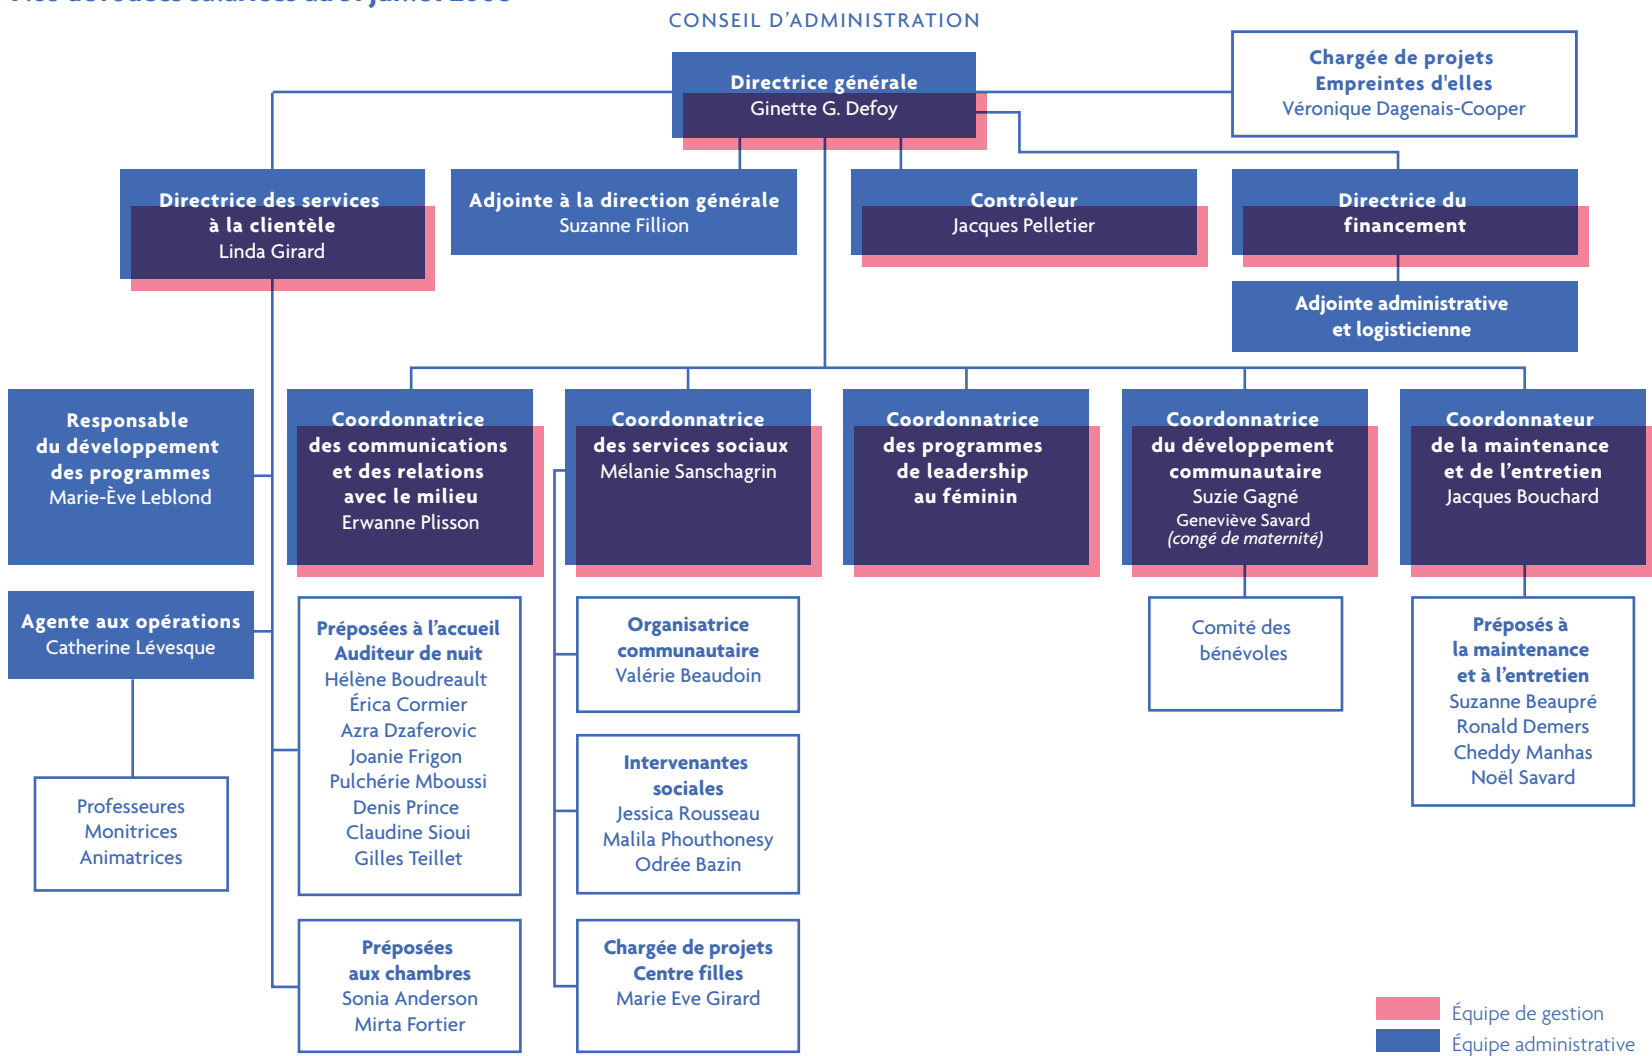 CONSEIL D'ADMINISTRATION
Directrice générale
Ginette G. Defoy
Chargée de projets
Empreintes d'elles
Véronique Dagenais-Cooper
Directrice des services
à la clientèle
Linda Girard
Adjointe à la direction générale
Suzanne Fillion
Contrôleur
Jacques Pelletier
Directrice du
financement
Adjointe administrative
et logisticienne
Responsable
du développement
des programmes
Marie-Ève Leblond
Coordonnatrice
des communications
et des relations
avec le milieu
Erwanne Plisson
Coordonnatrice
des services sociaux
Mélanie Sanschagrin
Coordonnatrice
des programmes
de leadership
au féminin
Coordonnatrice
du développement
communautaire
Suzie Gagné
Geneviève Savard
(congé de maternité)
Coordonnateur
de la maintenance
et de l'entretien
Jacques Bouchard
Agente aux opérations
Catherine Lévesque
Professeures
Monitrices
Animatrices
Préposées à l'accueil
Auditeur de nuit
Hélène Boudreault
Érica Cormier
Azra Dzaferovic
Joanie Frigon
Pulchérie Mboussi
Denis Prince
Claudine Sioui
Gilles Teillet
Préposées
aux chambres
Sonia Anderson
Mirta Fortier
Organisatrice
communautaire
Valérie Beaudoin
Intervenantes
sociales
Jessica Rousseau
Malila Phouthonesy
Odrée Bazin
Chargée de projets
Centre filles
Marie Eve Girard
Comité des
bénévoles
Préposés à
la maintenance
et à l'entretien
Suzanne Beaupré
Ronald Demers
Cheddy Manhas
Noël Savard
Équipe de gestion
Équipe administrative